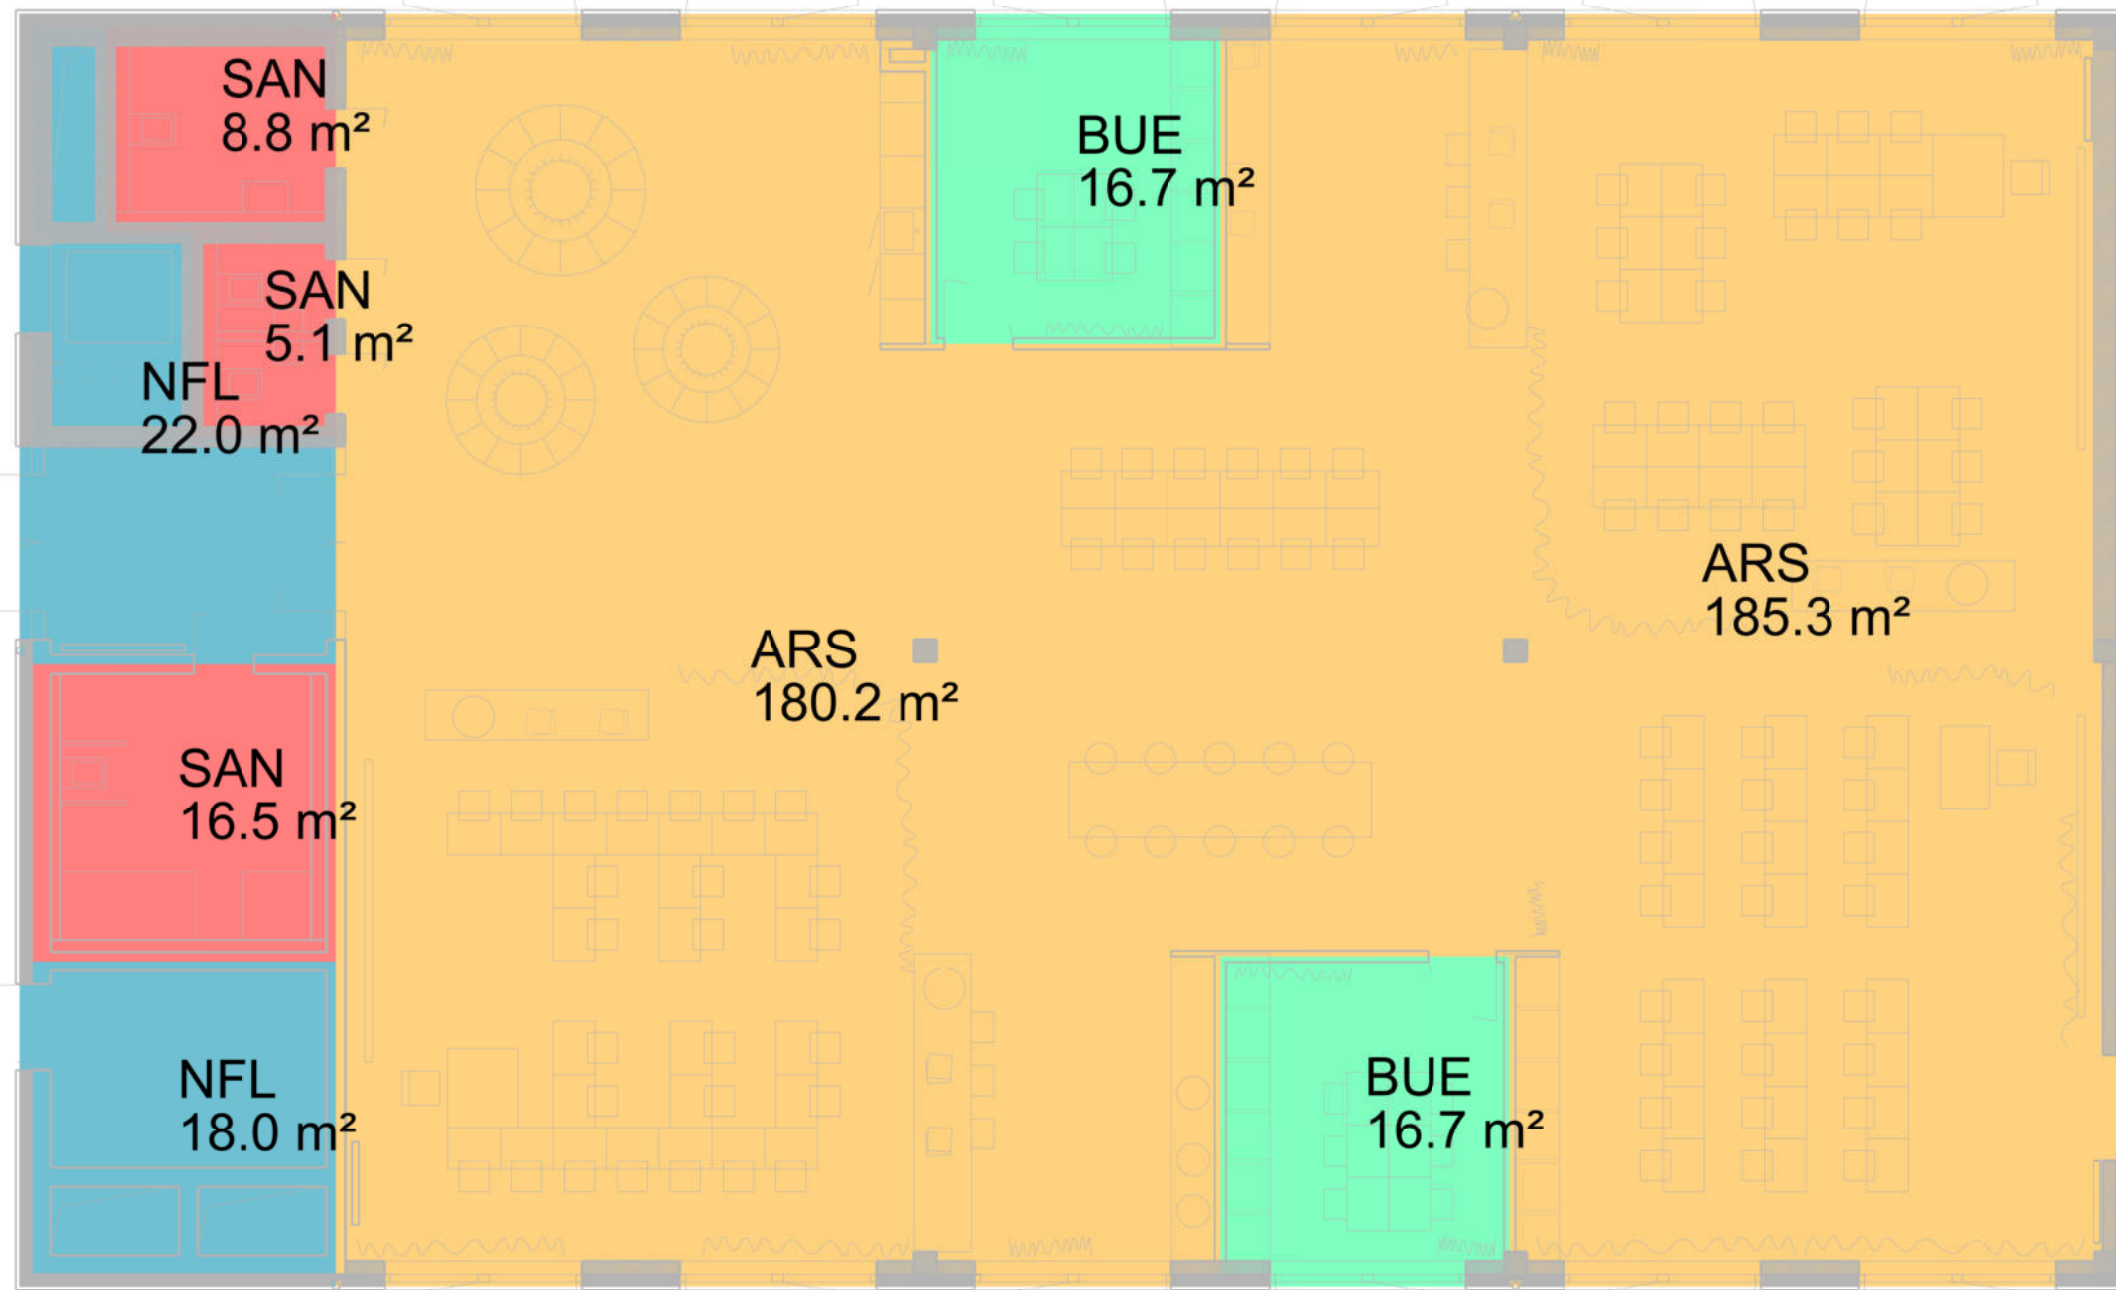 SAN
8.8 m²
BUE
16.7 m²
SAN
5.1 m²
NFL
22.0 m²
ARS
185.3 m²
ARS
180.2 m²
SAN
16.5 m²
BUE
16.7 m²
NFL
18.0 m²